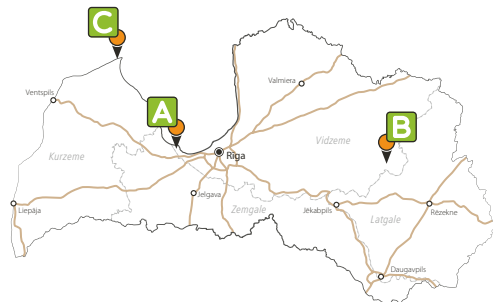 C
Valmiera
Ventspils
A
B
Vidzeme
Kurzeme
Rīga
Jelgava
Liepāja
Zemgale
Jēkabpils
Rēzekne
Latgale
Daugavpils